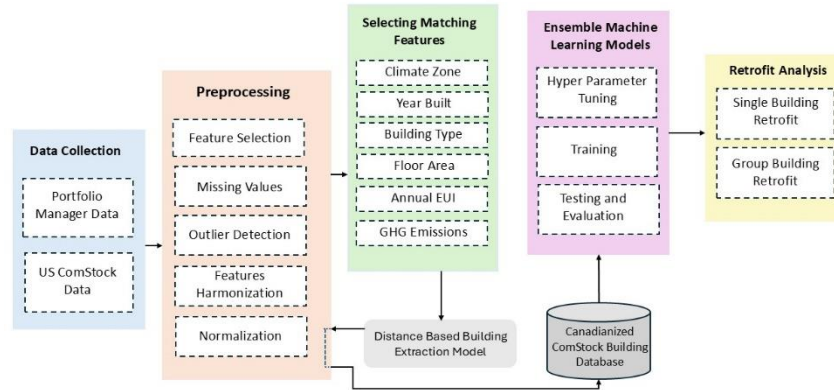 Data Collection
Portfolio
Manager Data
US ComStock
Data
Preprocessing
Feature Selection
Missing Values
Outlier Detection
Features
Harmonization
Normalization
Selecting Matching
Features
Climate Zone
Year Built
Building Type
Floor Area
Annual EUI
GHG Emissions
Distance Based Building
Extraction Model
Ensemble Machine
Learning Models
Hyper Parameter
Tuning
Training
Testing and
Evaluation
Canadianized
ComStock Building
Database
Retrofit Analysis
Single Building
Retrofit
Group Building
Retrofit